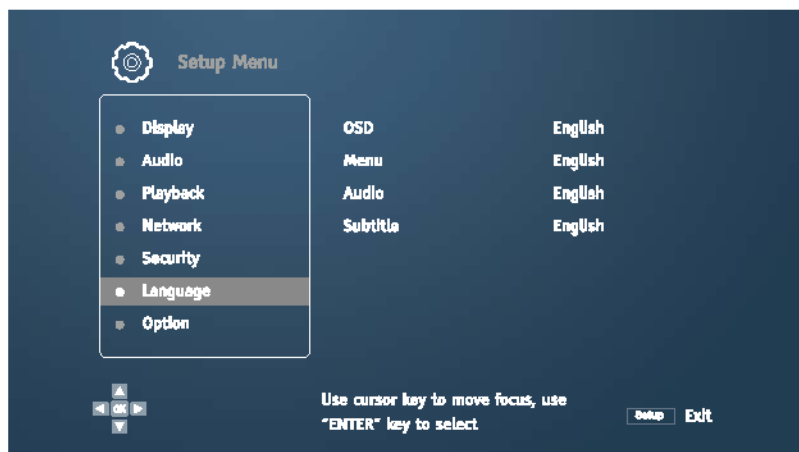 Setup Menu
Display
Audio
Playback
Network
Security
Language
Option
OSD English
Menu English
Audio English
Subtitle English
OK
Use cursor key to move focus, use
"ENTER" key to select
Setup Exit